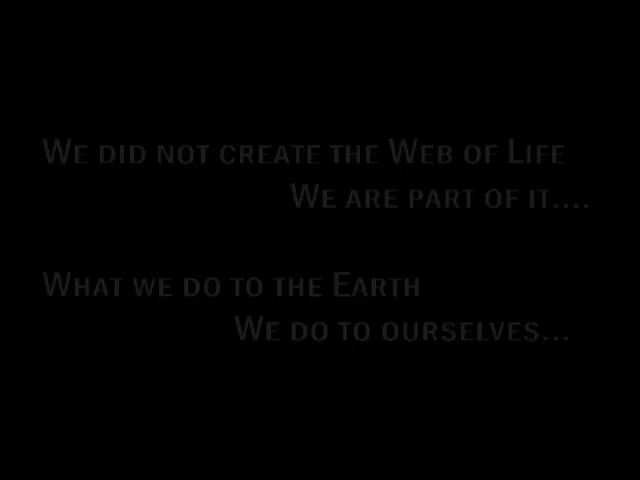 We did not create the Web of Life
We are part of it....
What we do to the Earth
We do to ourselves...